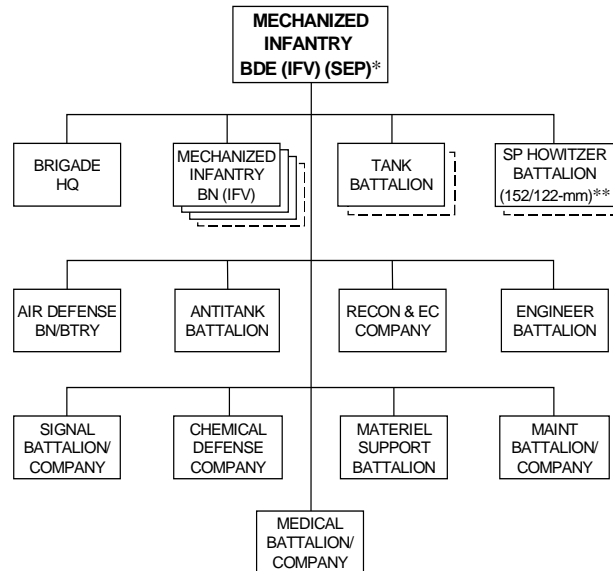 MECHANIZED
INFANTRY
BDE (IFV) (SEP)*
BRIGADE
HQ
MECHANIZED
INFANTRY
BN (IFV)
TANK
BATTALION
SP HOWITZER
BATTALION
(152/122-mm)**
AIR DEFENSE
BN/BTRY
ANTITANK
BATTALION
RECON & EC
COMPANY
ENGINEER
BATTALION
SIGNAL
BATTALION/
COMPANY
CHEMICAL
DEFENSE
COMPANY
MATERIEL
SUPPORT
BATTALION
MAINT
BATTALION/
COMPANY
MEDICAL
BATTALION/
COMPANY